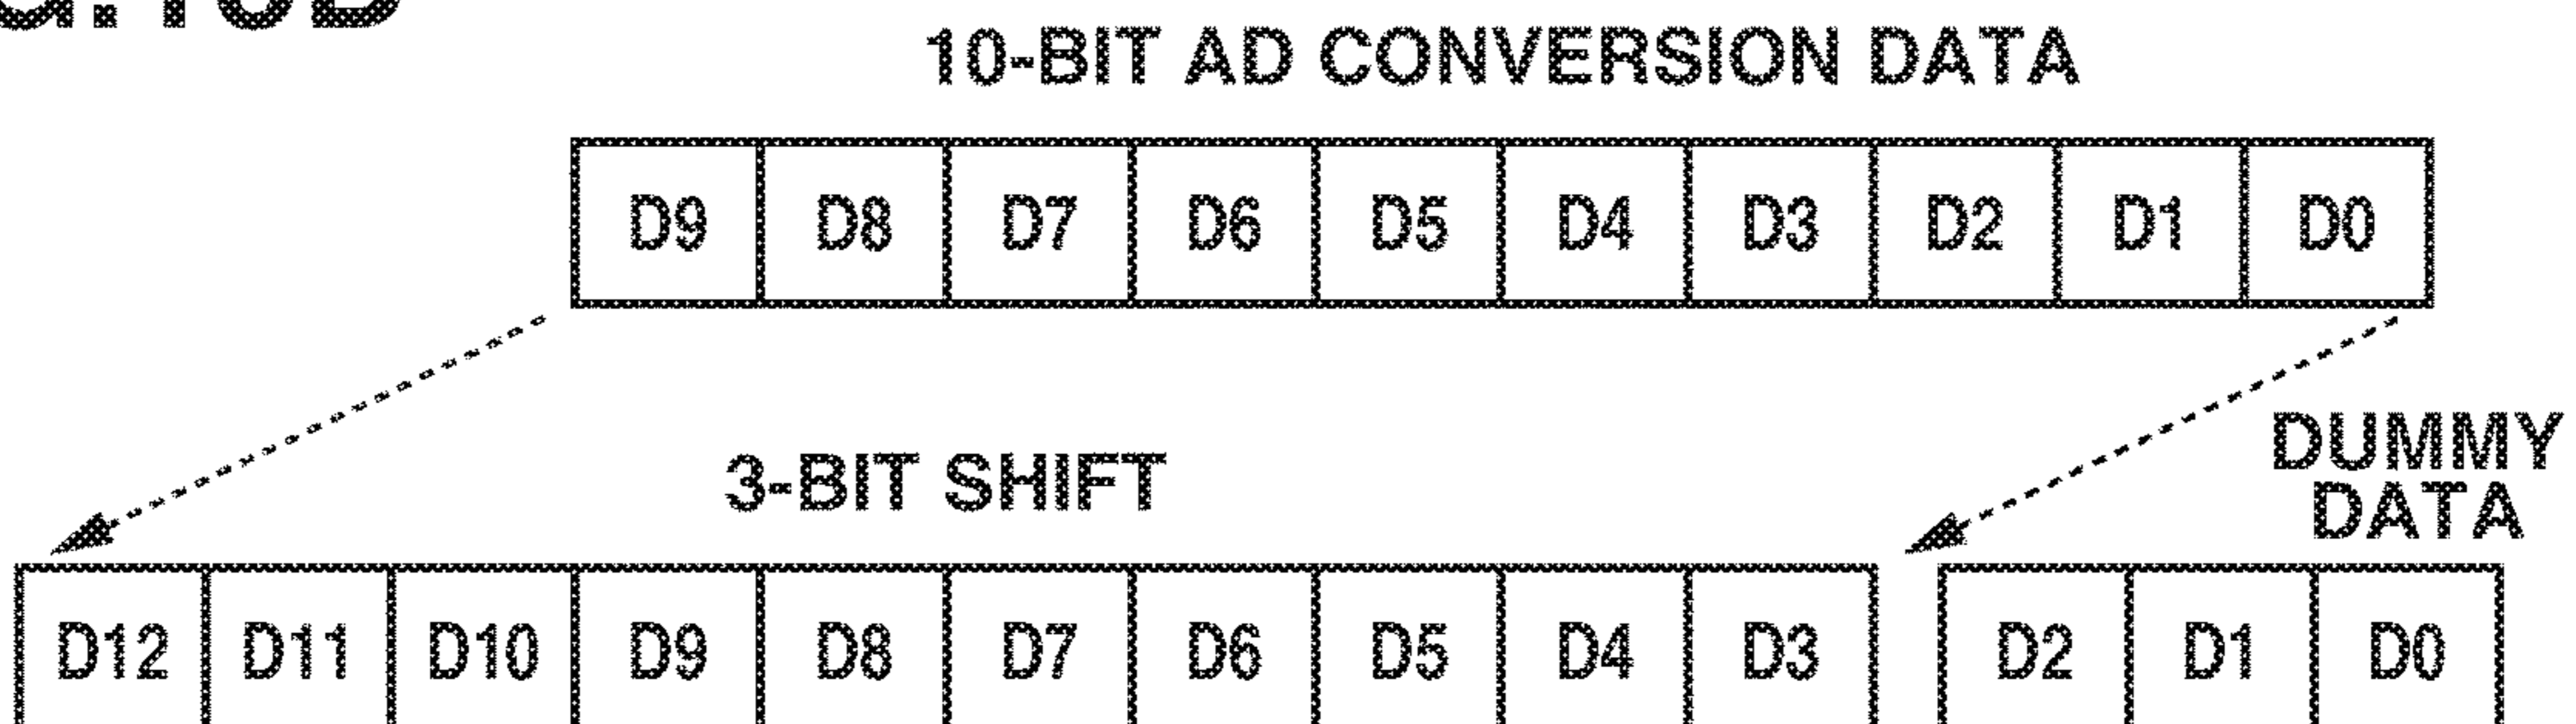 10-BIT AD CONVERSION DATA
D9 D8 D7 D6 D5 D4 D3 D2 D1 D0
3-BIT SHIFT
DUMMY
DATA
D12 D11 D10 D9 D8 D7 D6 D5 D4 D3 D2 D1 D0